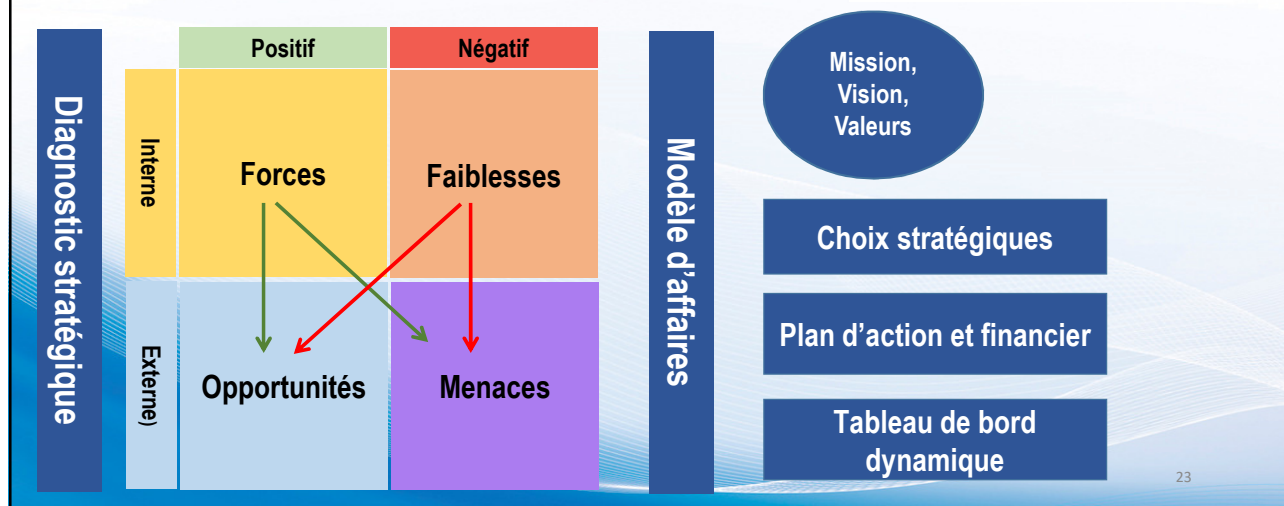 Diagnostic stratégique
Positif
Négatif
Interne
Forces
Faiblesses
Externe)
Opportunités
Menaces
Modèle d’affaires
Mission,
Vision,
Valeurs
Choix stratégiques
Plan d’action et financier
Tableau de bord
dynamique
23